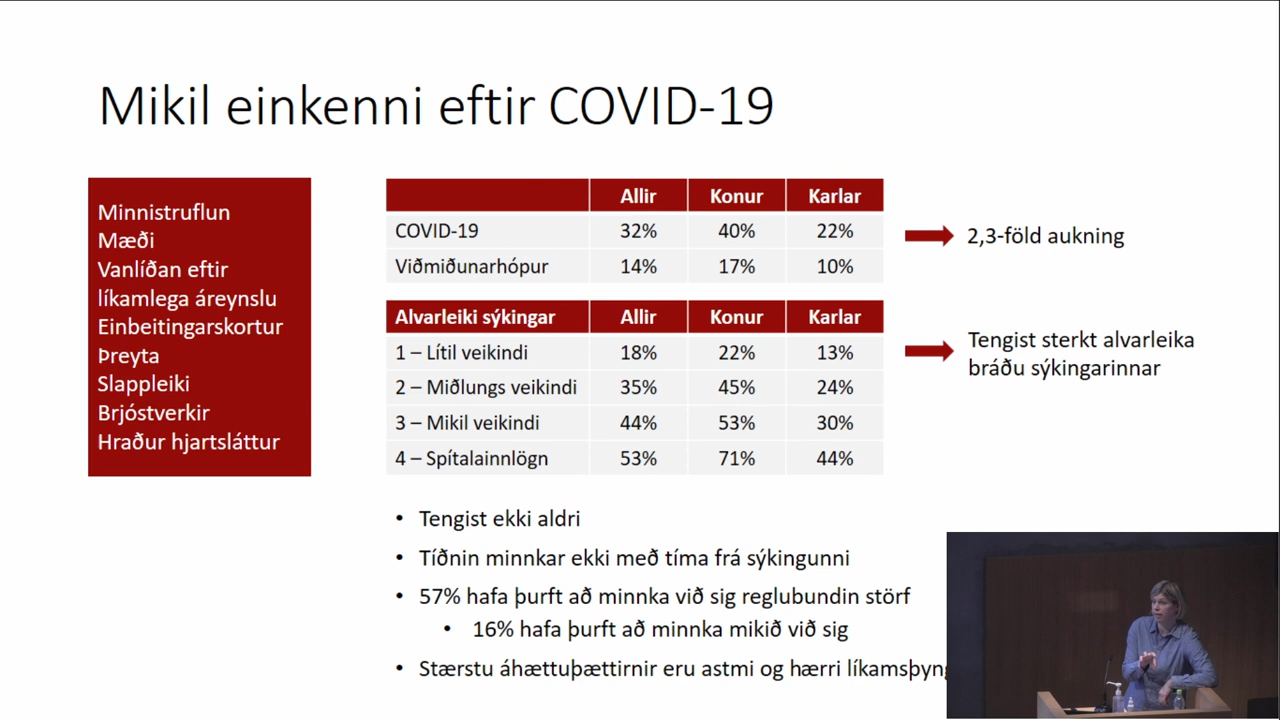 Mikil einkenni eftir COVID-19
Minnistruflun
Mæði
Vanlíðan eftir
líkamlega áreynslu
Einbeitingarskortur
Þreyta
Slappleiki
Brjóstverkir
Hraður hjartsláttur
Allir Konur Karlar
COVID-19 32% 40% 22%
Viðmiðunarhópur 14% 17% 10%
2,3-föld aukning
Alvarleiki sýkingar Allir Konur Karlar
1 – Lítil veikindi 18% 22% 13%
2 – Miðlungs veikindi 35% 45% 24%
3 – Mikil veikindi 44% 53% 30%
4 – Spítalainnlögn 53% 71% 44%
Tengist sterkt alvarleika
bráðu sýkingarinnar
• Tengist ekki aldri
• Tíðnin minnkar ekki með tíma frá sýkingunni
• 57% hafa þurft að minnka við sig reglubundin störf
• 16% hafa þurft að minnka mikið við sig
• Stærstu áhættuþættirnir eru astmi og hærri